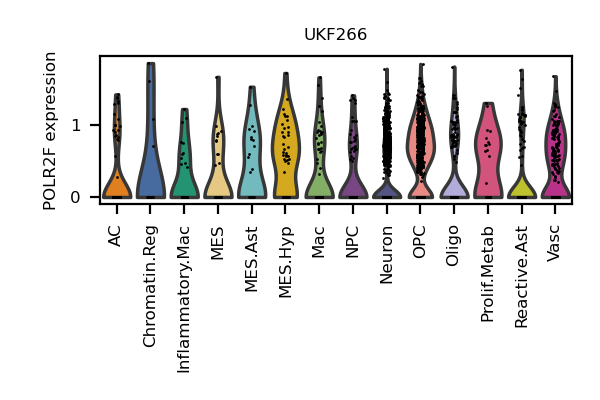 UKF266
POLR2F expression
1
0
AC
Chromatin.Reg
Inflammatory.Mac
MES
MES.Ast
MES.Hyp
Mac
NPC
Neuron
OPC
Oligo
Prolif.Metab
Reactive.Ast
Vasc